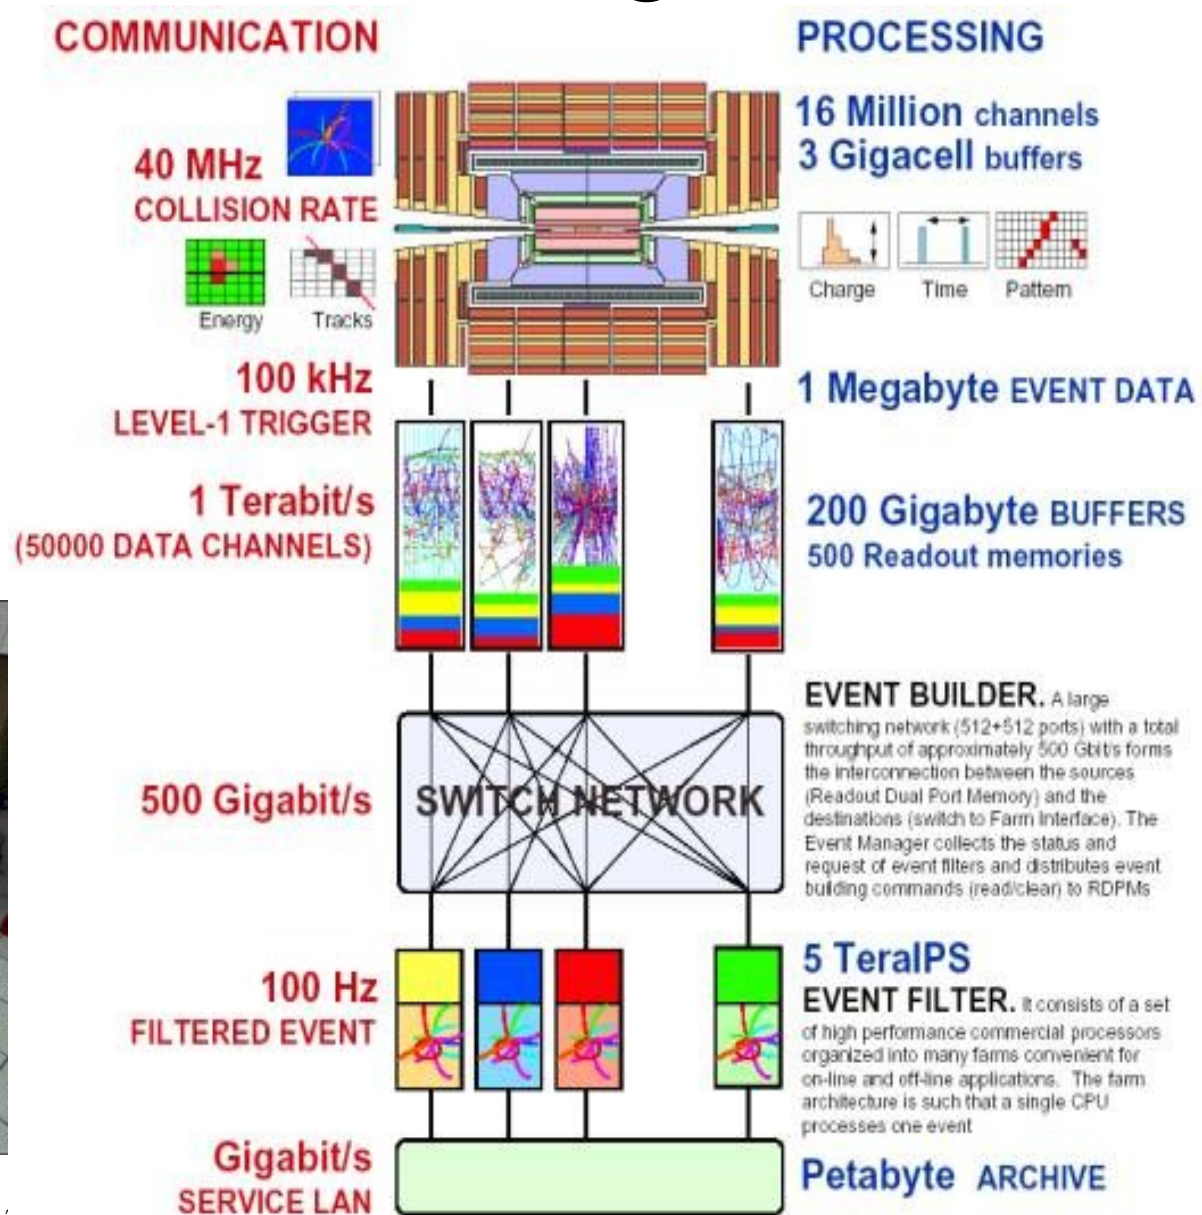 COMMUNICATION
PROCESSING
16 Million channels
3 Gigacell buffers
40 MHz
COLLISION RATE
Energy
Tracks
Charge
Time
Pattern
100 kHz
LEVEL-1 TRIGGER
1 Megabyte EVENT DATA
1 Terabit/s
(50000 DATA CHANNELS)
200 Gigabyte BUFFERS
500 Readout memories
500 Gigabit/s
SWITCH NETWORK
EVENT BUILDER. A large
switching network (512+512 ports) with a total
throughput of approximately 500 Gbit/s forms
the interconnection between the sources
(Readout Dual Port Memory) and the
destinations (switch to Farm Interface). The
Event Manager collects the status and
request of event filters and distributes event
building commands (read/clear) to RDPMs
100 Hz
FILTERED EVENT
5 TeraIPS
EVENT FILTER. It consists of a set
of high performance commercial processors
organized into many farms convenient for
on-line and off-line applications. The farm
architecture is such that a single CPU
processes one event
Gigabit/s
SERVICE LAN
Petabyte ARCHIVE